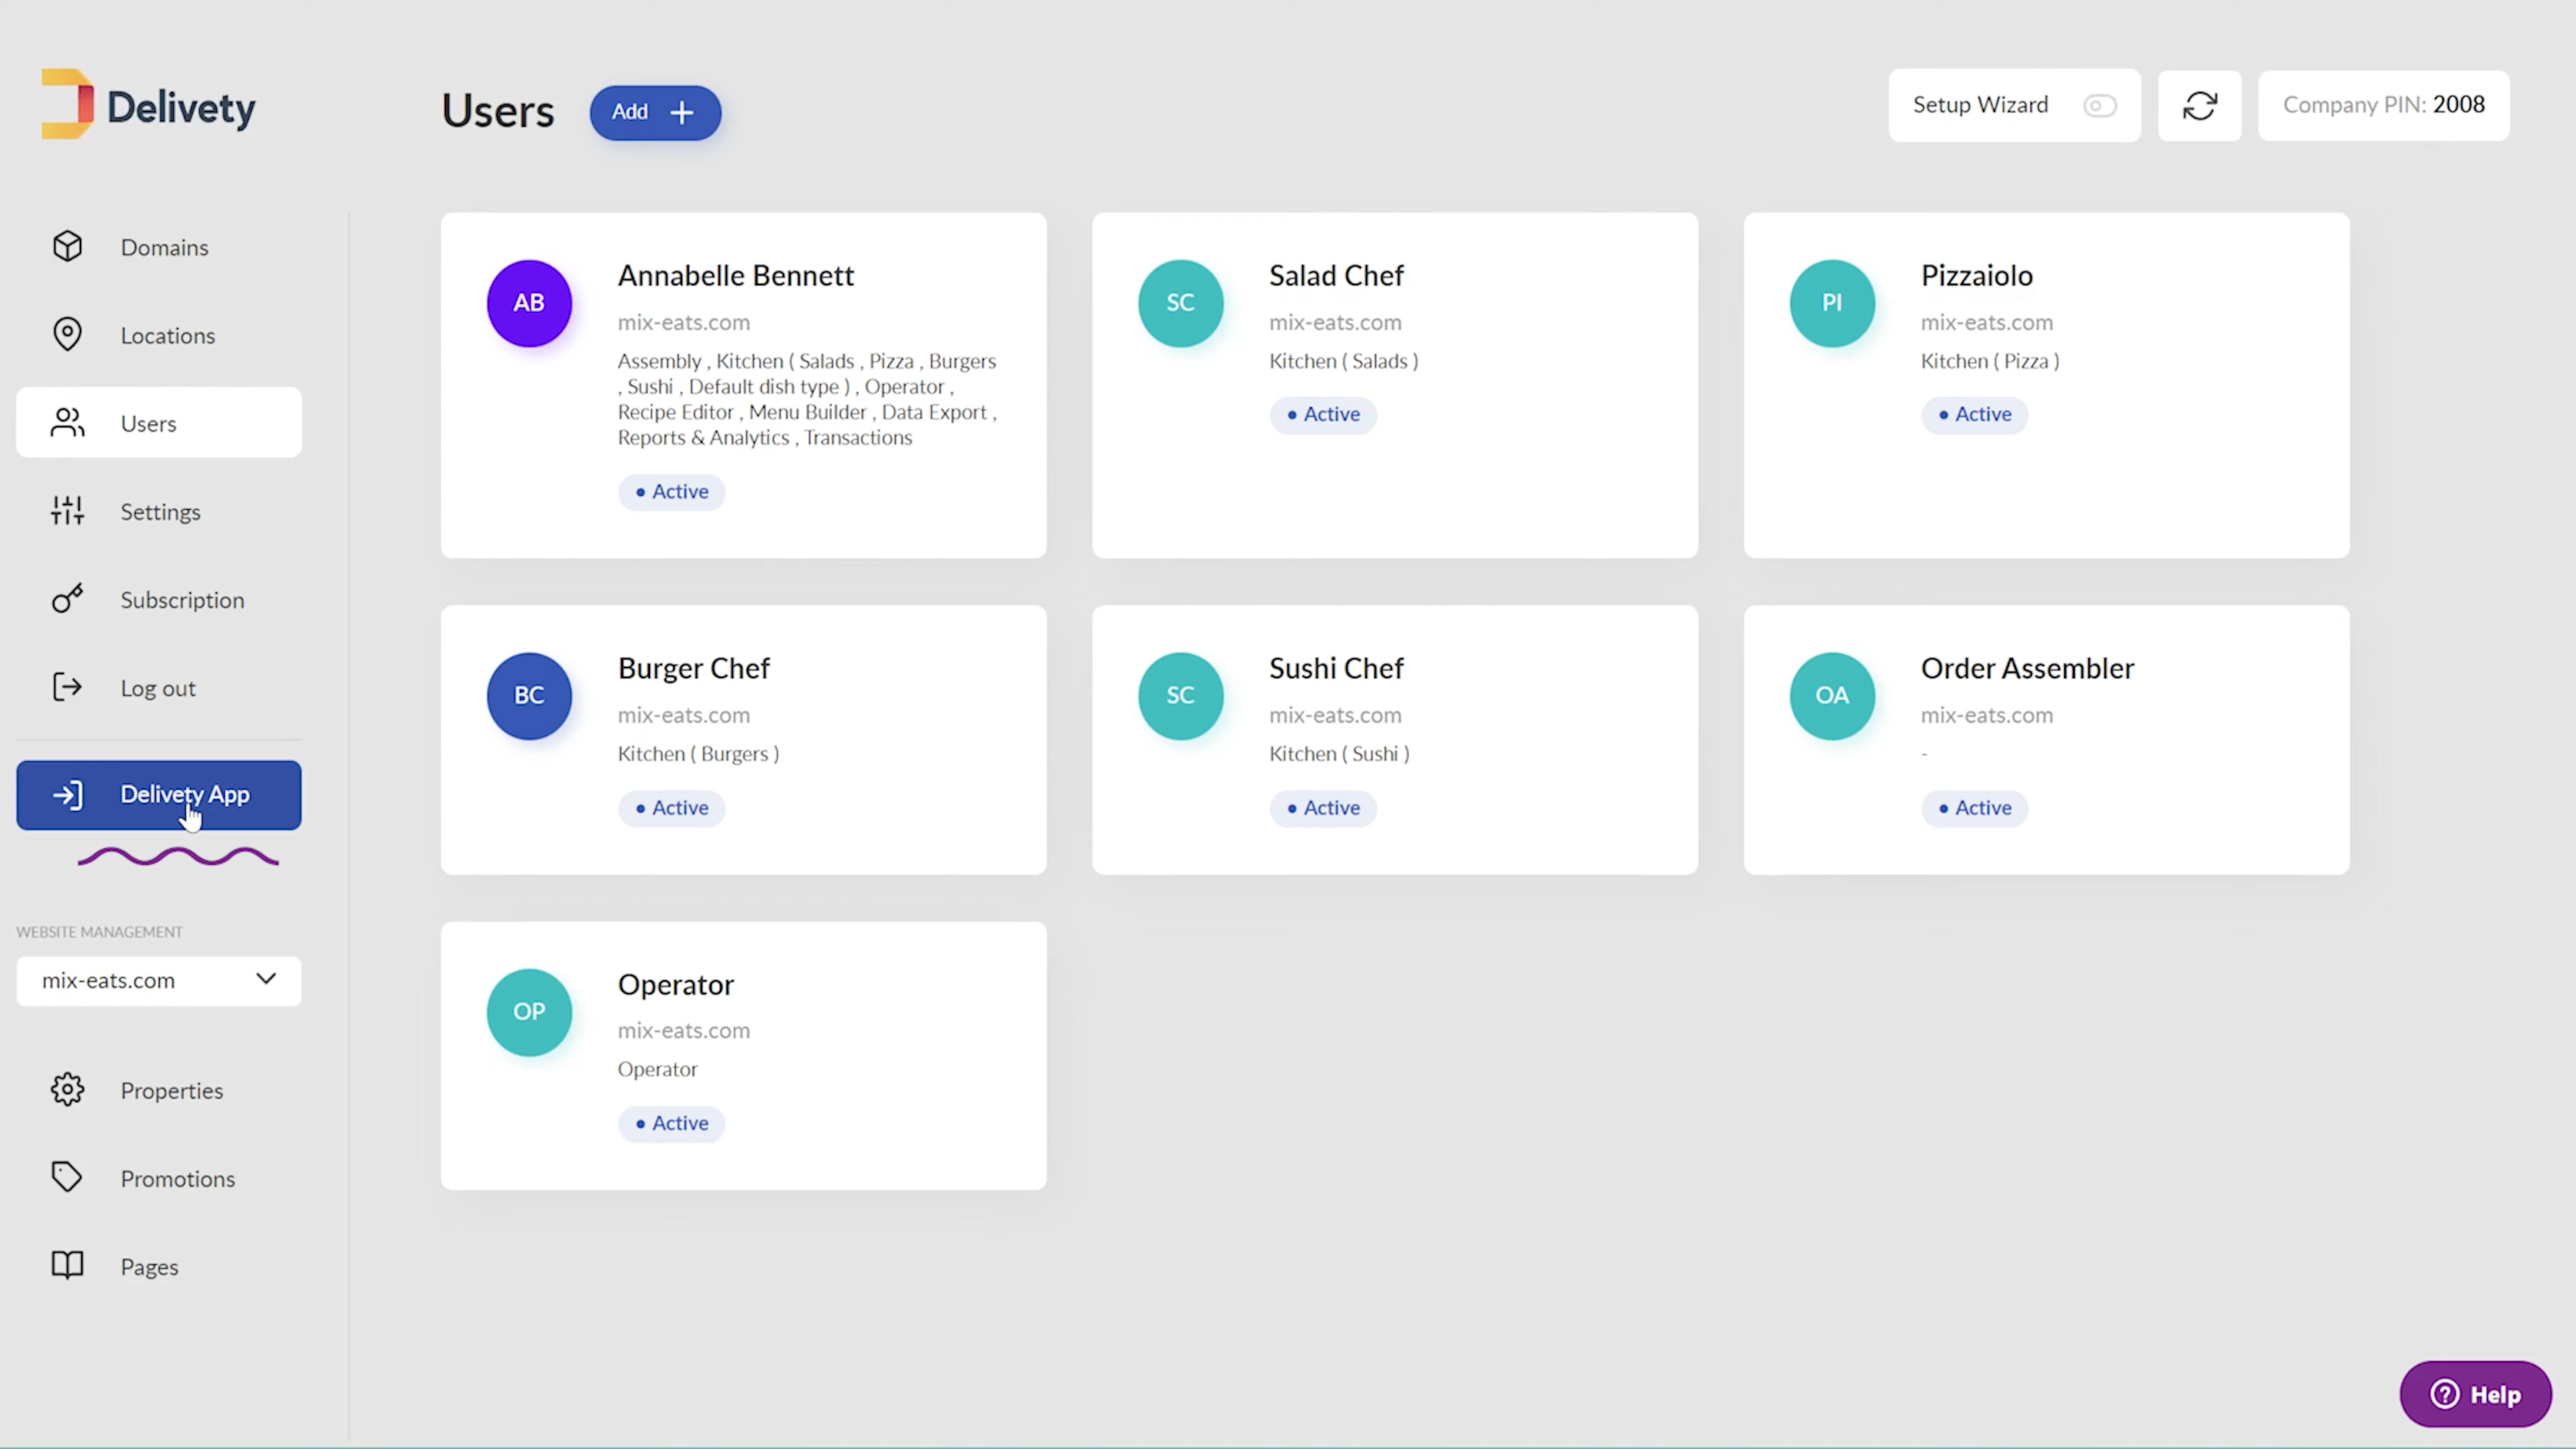 Delivety
Users
Add
Setup Wizard
Company PIN: 2008
Domains
Locations
Users
Settings
Subscription
Log out
Delivety App
WEBSITE MANAGEMENT
mix-eats.com
Properties
Promotions
Pages
AB
Annabelle Bennett
mix-eats.com
Assembly , Kitchen ( Salads , Pizza , Burgers
, Sushi , Default dish type ) , Operator ,
Recipe Editor , Menu Builder , Data Export ,
Reports & Analytics , Transactions
• Active
SC
Salad Chef
mix-eats.com
Kitchen ( Salads )
• Active
PI
Pizzaiolo
mix-eats.com
Kitchen ( Pizza )
• Active
BC
Burger Chef
mix-eats.com
Kitchen ( Burgers )
• Active
SC
Sushi Chef
mix-eats.com
Kitchen ( Sushi )
• Active
OA
Order Assembler
mix-eats.com
-
• Active
OP
Operator
mix-eats.com
Operator
• Active
Help